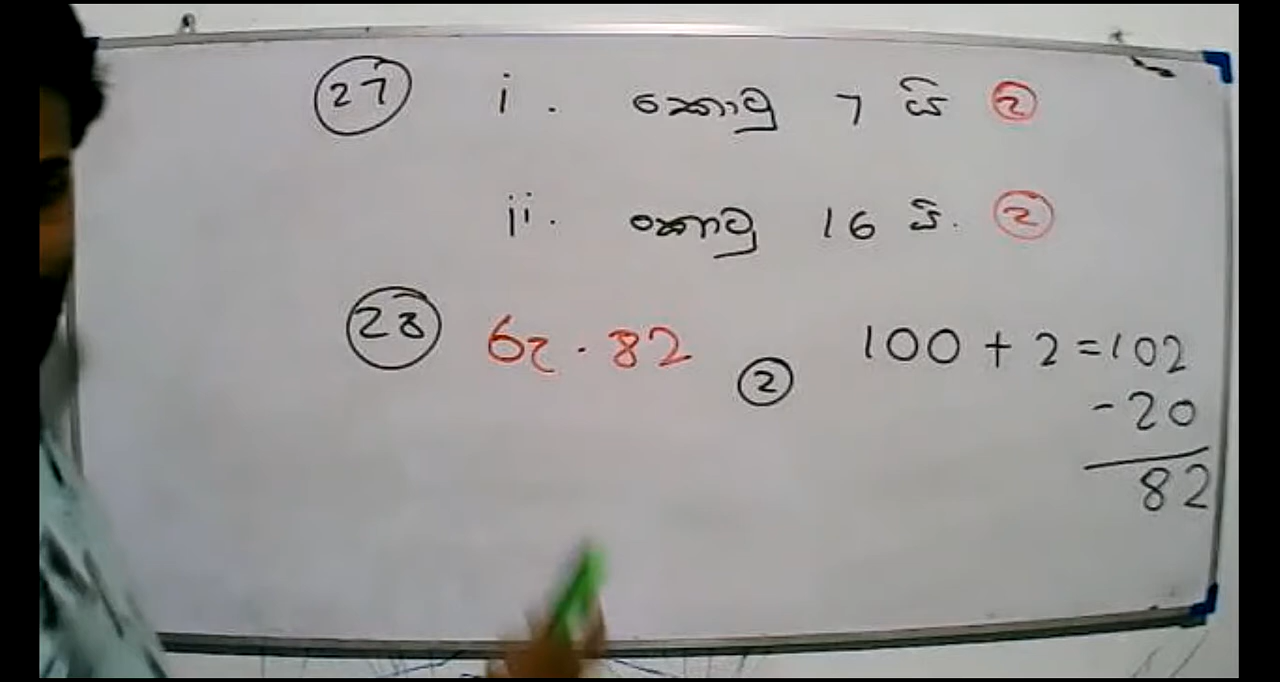 27 i. කොටු 7 යි 2
ii. කොටු 16 යි. 2
28 රු. 82 2 100 + 2 = 102
- 20
82